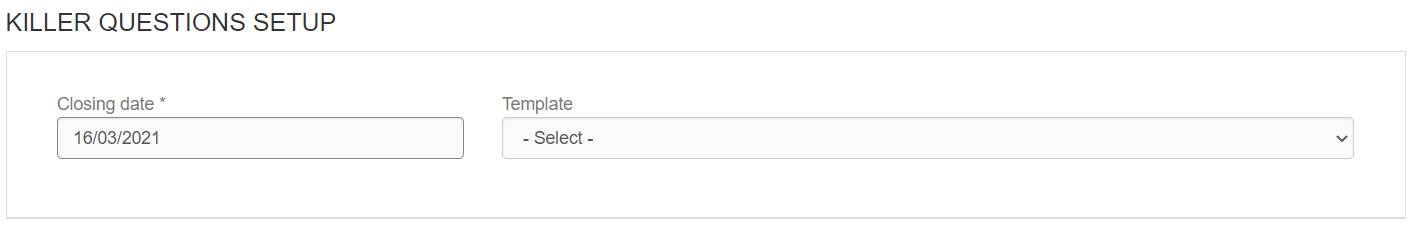 KILLER QUESTIONS SETUP
Closing date *
Template
16/03/2021
- Select -